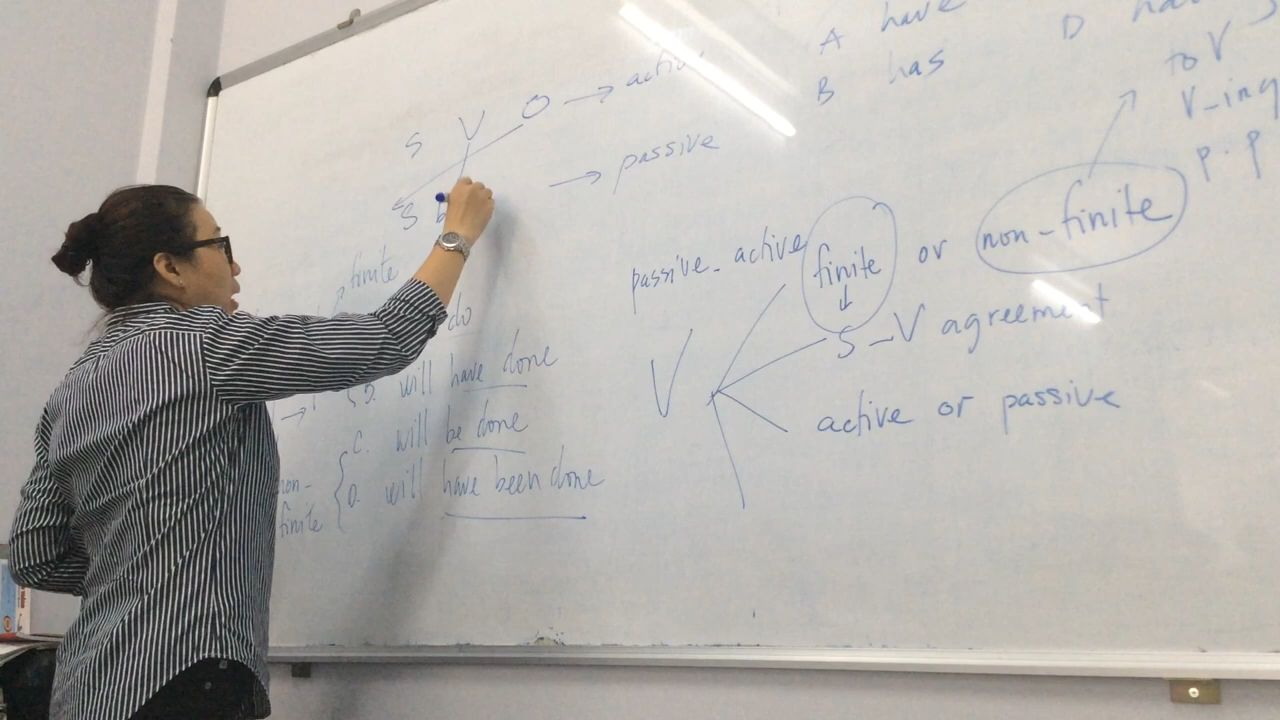 A have
B has
D
to V
V-ing
p.p
S V O → active
→ passive
S
passive - active finite or non-finite
↓
S-V agreement
V
active or passive
finite
do
B. will have done
C. will be done
D. will have been done
non-
finite